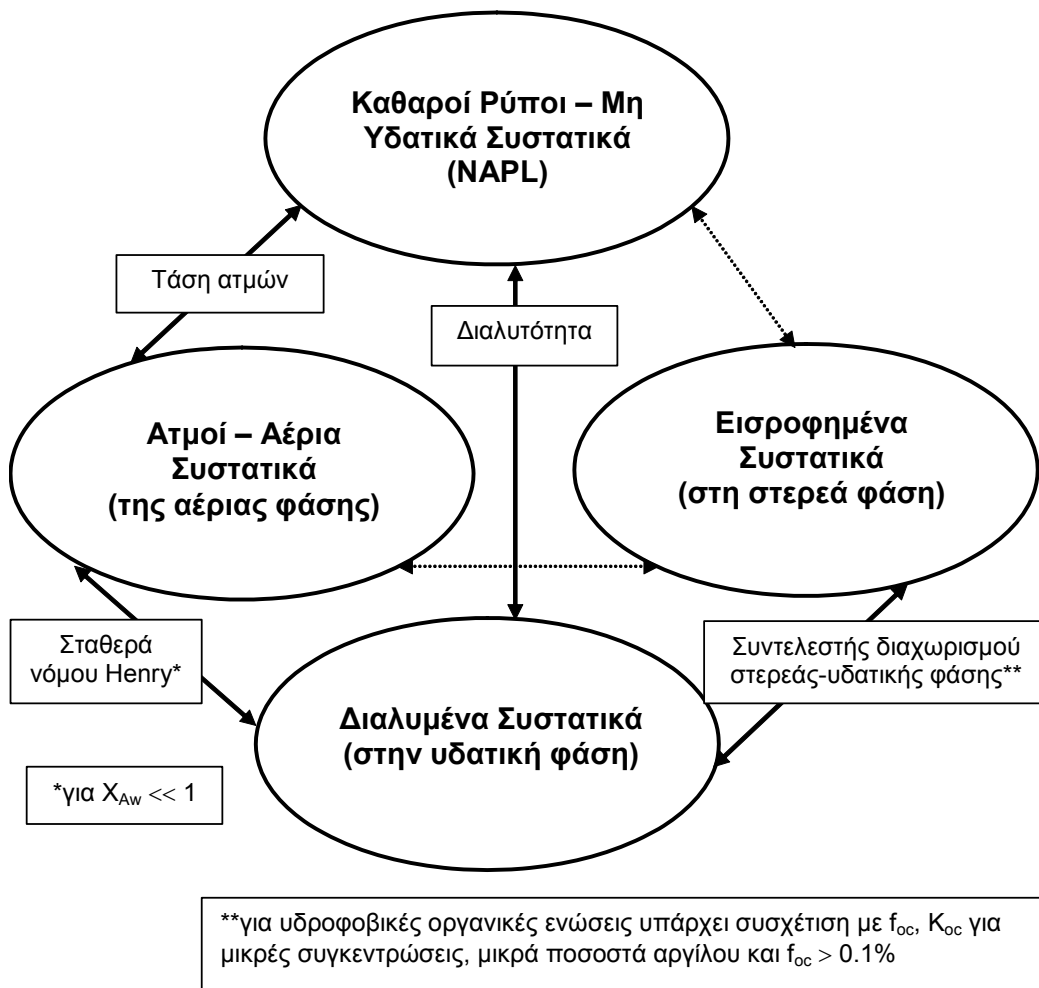 Καθαροί Ρύποι – Μη
Υδατικά Συστατικά
(NAPL)
Τάση ατμών
Διαλυτότητα
Ατμοί – Αέρια
Συστατικά
(της αέριας φάσης)
Εισροφημένα
Συστατικά
(στη στερεά φάση)
Σταθερά
νόμου Henry*
Συντελεστής διαχωρισμού
στερεάς-υδατικής φάσης**
Διαλυμένα Συστατικά
(στην υδατική φάση)
*για X_Aw << 1
**για υδροφοβικές οργανικές ενώσεις υπάρχει συσχέτιση με f_oc, K_oc για
μικρές συγκεντρώσεις, μικρά ποσοστά αργίλου και f_oc > 0.1%